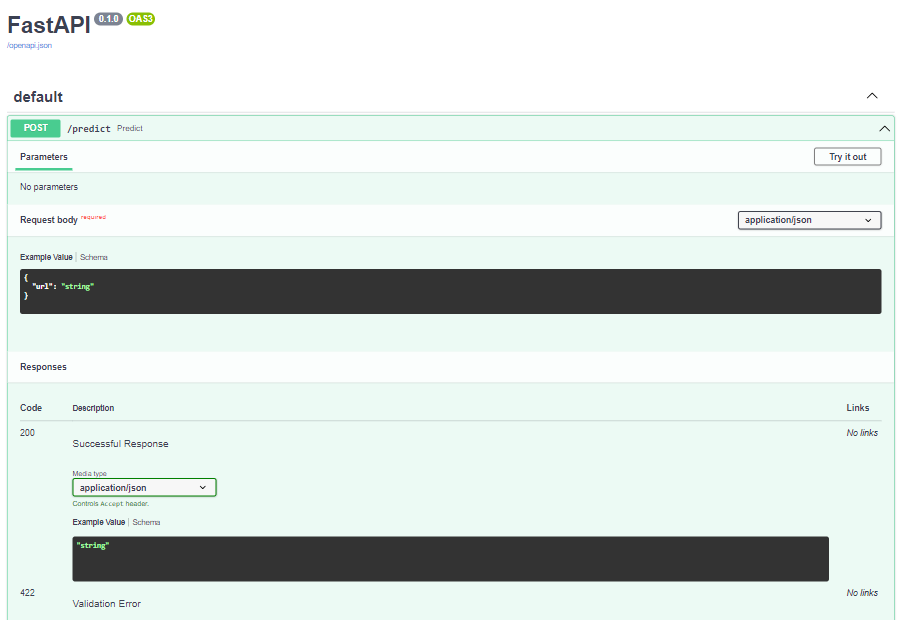 FastAPI 0.1.0 OAS3
/openapi.json
default
POST /predict Predict
Parameters Try it out
No parameters
Request body required application/json
Example Value | Schema
{
"url": "string"
}
Responses
Code Description Links
200 No links
Successful Response
Media type
application/json
Controls Accept header.
Example Value | Schema
"string"
422 No links
Validation Error